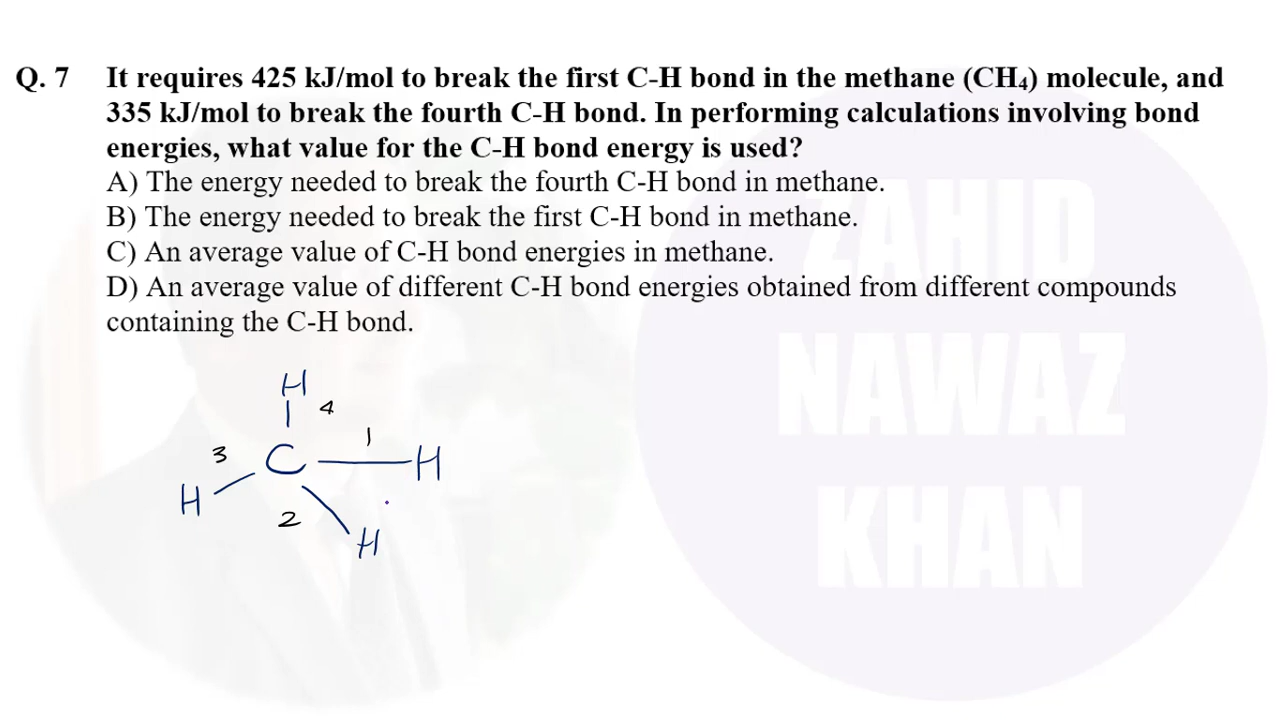 Q. 7 It requires 425 kJ/mol to break the first C-H bond in the methane (CH₄) molecule, and
335 kJ/mol to break the fourth C-H bond. In performing calculations involving bond
energies, what value for the C-H bond energy is used?
A) The energy needed to break the fourth C-H bond in methane.
B) The energy needed to break the first C-H bond in methane.
C) An average value of C-H bond energies in methane.
D) An average value of different C-H bond energies obtained from different compounds
containing the C-H bond.
H
4
3 C 1 H
H
2
H
ZAHID
NAWAZ
KHAN